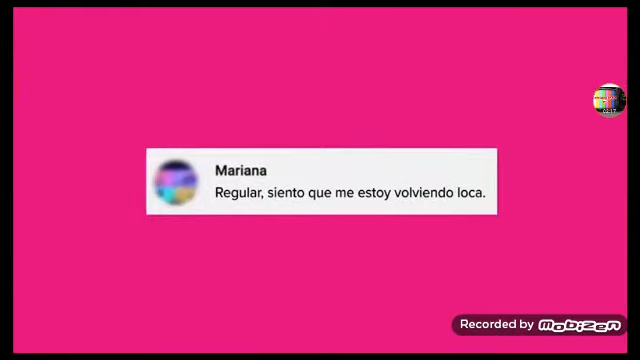 Mariana
Regular, siento que me estoy volviendo loca.
Recorded by mobizen